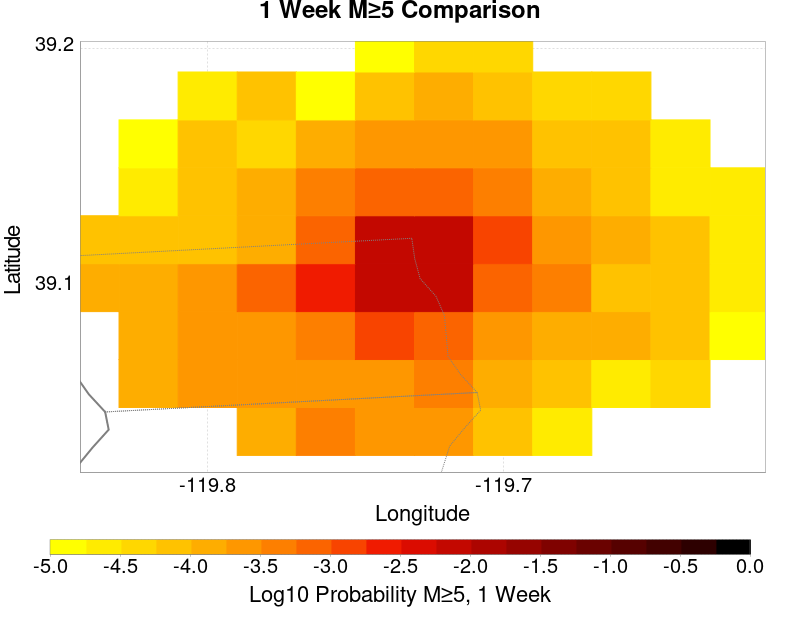 1 Week M≥5 Comparison
39.2
39.1
Latitude
-119.8 -119.7
Longitude
-5.0 -4.5 -4.0 -3.5 -3.0 -2.5 -2.0 -1.5 -1.0 -0.5 0.0
Log10 Probability M≥5, 1 Week